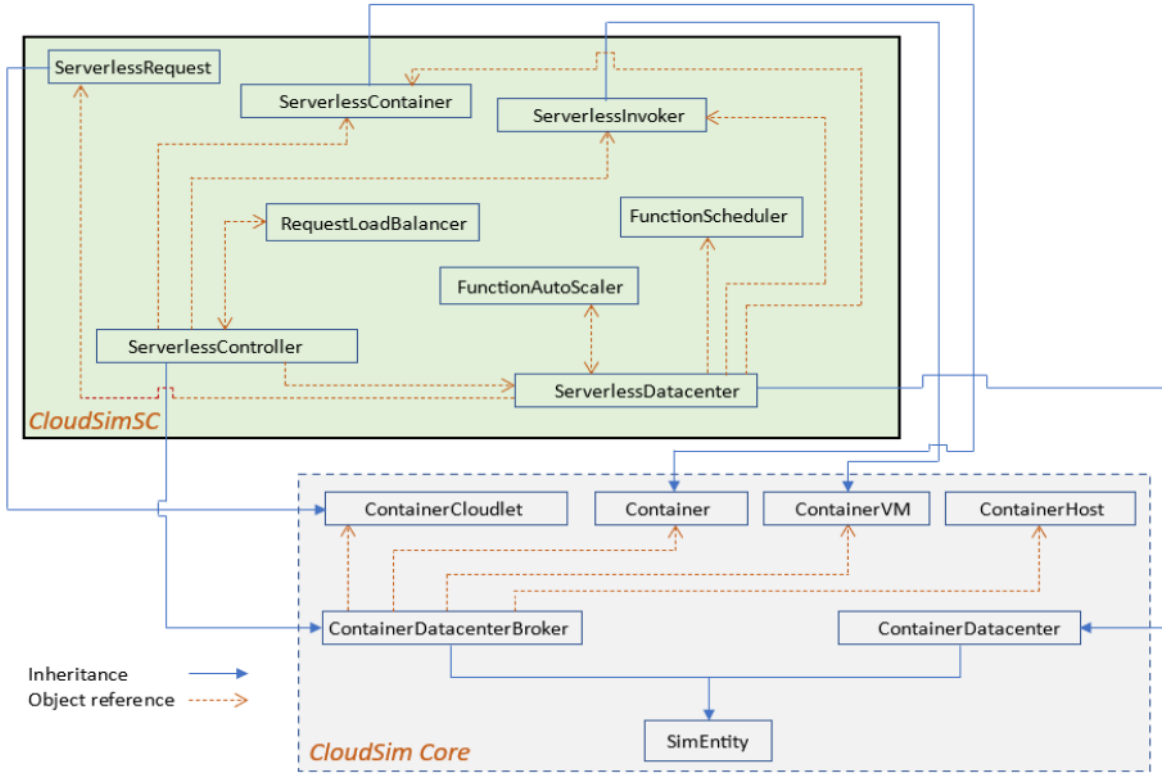 ServerlessRequest
ServerlessContainer
ServerlessInvoker
RequestLoadBalancer
FunctionScheduler
FunctionAutoScaler
ServerlessController
ServerlessDatacenter
CloudSimSC
ContainerCloudlet
Container
ContainerVM
ContainerHost
ContainerDatacenterBroker
ContainerDatacenter
Inheritance
Object reference
SimEntity
CloudSim Core